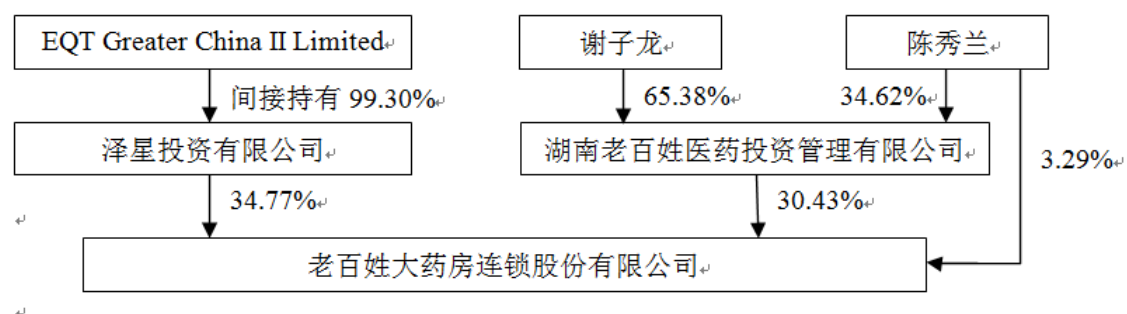 EQT Greater China II Limited
谢子龙
陈秀兰
间接持有 99.30%
65.38%
34.62%
泽星投资有限公司
湖南老百姓医药投资管理有限公司
3.29%
34.77%
30.43%
老百姓大药房连锁股份有限公司